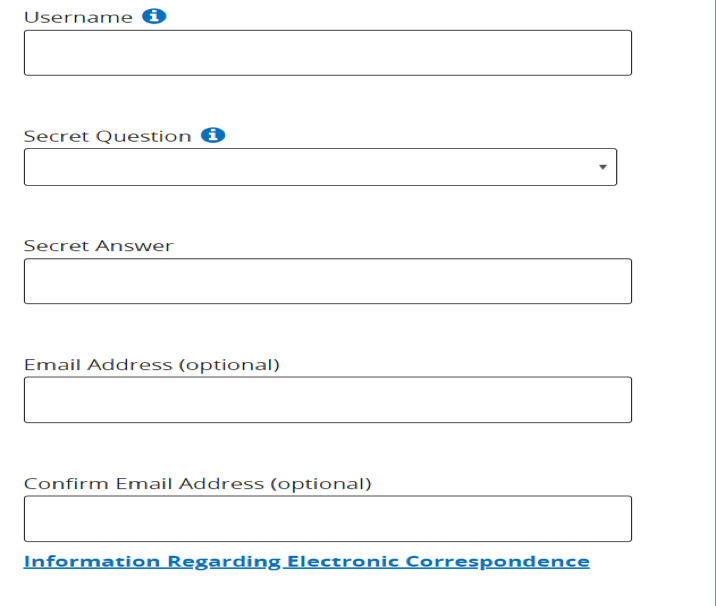 Username
Secret Question
Secret Answer
Email Address (optional)
Confirm Email Address (optional)
Information Regarding Electronic Correspondence